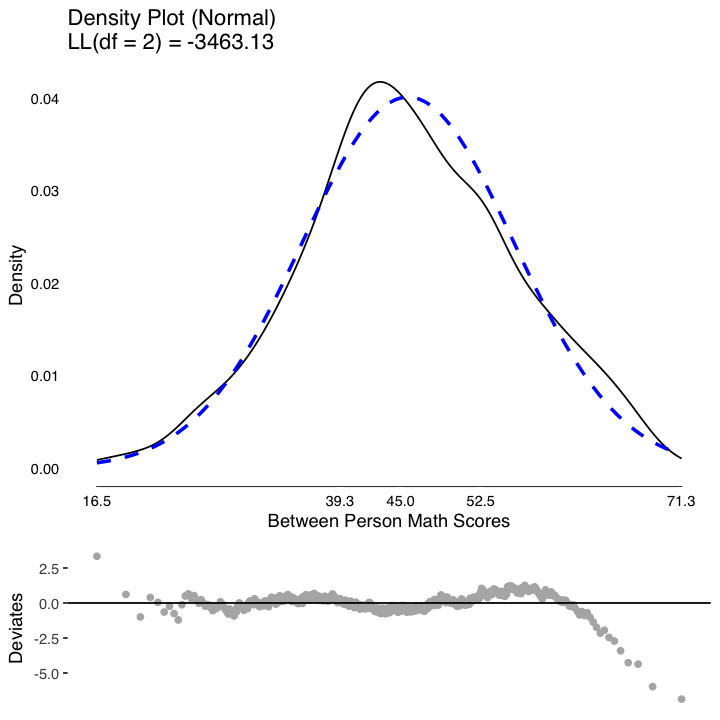 Density Plot (Normal)
LL(df = 2) = -3463.13
0.04
0.03
0.02
0.01
0.00
Density
16.5 39.3 45.0 52.5 71.3
Between Person Math Scores
2.5
0.0
-2.5
-5.0
Deviates